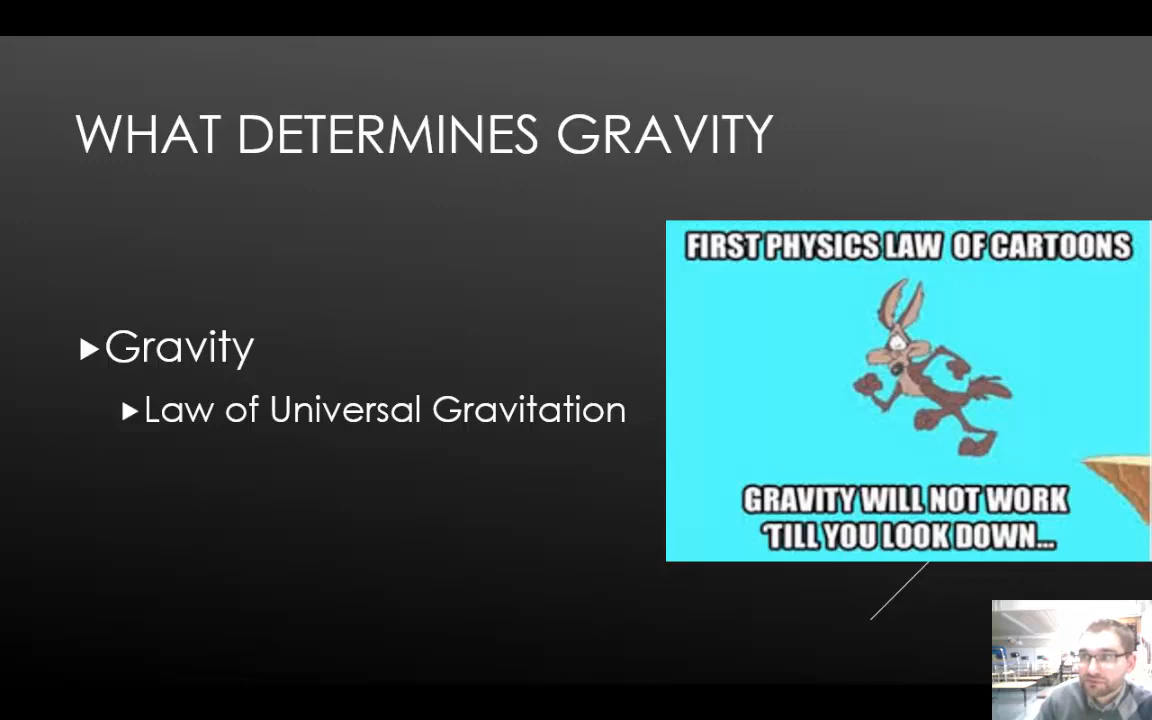 WHAT DETERMINES GRAVITY
Gravity
Law of Universal Gravitation
FIRST PHYSICS LAW OF CARTOONS
GRAVITY WILL NOT WORK
'TILL YOU LOOK DOWN...